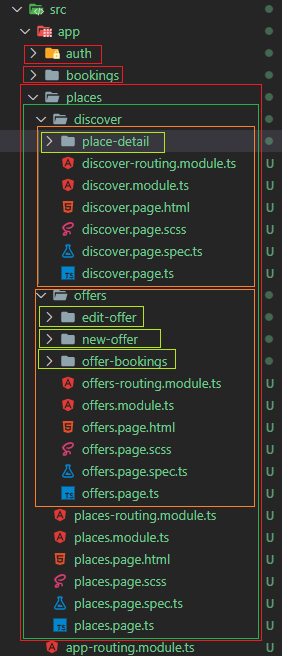 src
app
auth
bookings
places
discover
place-detail
discover-routing.module.ts U
discover.module.ts U
discover.page.html U
discover.page.scss U
discover.page.spec.ts U
TS discover.page.ts U
offers
edit-offer
new-offer
offer-bookings
offers-routing.module.ts U
offers.module.ts U
offers.page.html U
offers.page.scss U
offers.page.spec.ts U
TS offers.page.ts U
places-routing.module.ts U
places.module.ts U
places.page.html U
places.page.scss U
places.page.spec.ts U
TS places.page.ts U
app-routing.module.ts U